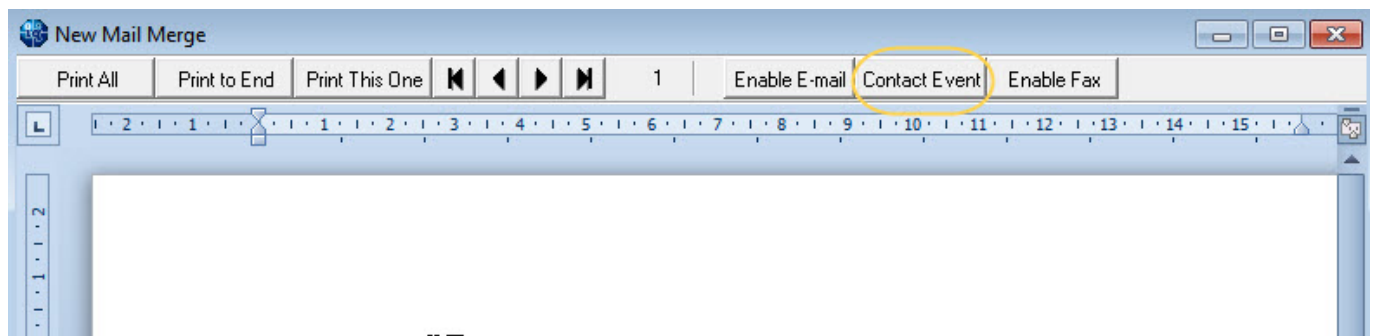 New Mail Merge
Print All Print to End Print This One 1 Enable E-mail Contact Event Enable Fax
L 2 1 1 2 3 4 5 6 7 8 9 10 11 12 13 14 15
2
1